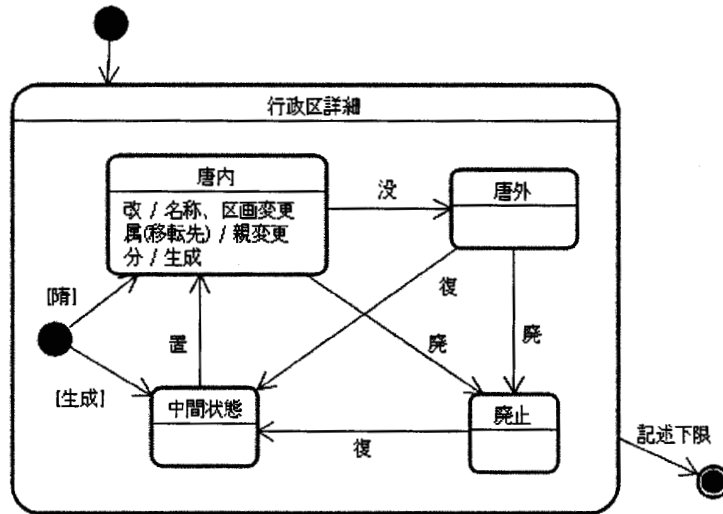 行政区詳細
唐内
改 / 名称、区画変更
属(移転先) / 親変更
分 / 生成
没
唐外
[隋]
置
復
廃
廃
[生成]
中間状態
復
廃止
記述下限